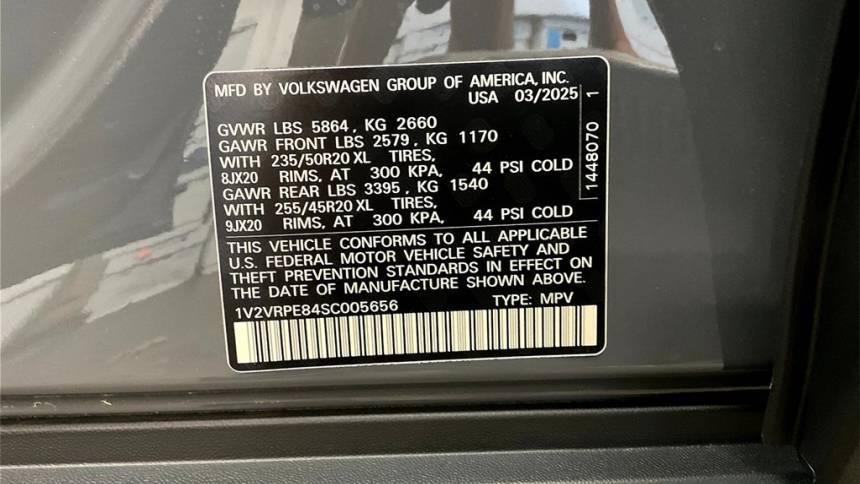 MFD BY VOLKSWAGEN GROUP OF AMERICA, INC.
USA 03/2025
GVWR LBS 5864, KG 2660
GAWR FRONT LBS 2579, KG 1170
WITH 235/50R20 XL TIRES,
8JX20 RIMS, AT 300 KPA, 44 PSI COLD
GAWR REAR LBS 3395, KG 1540
WITH 255/45R20 XL TIRES,
9JX20 RIMS, AT 300 KPA, 44 PSI COLD
1448070 1
THIS VEHICLE CONFORMS TO ALL APPLICABLE
U.S. FEDERAL MOTOR VEHICLE SAFETY AND
THEFT PREVENTION STANDARDS IN EFFECT ON
THE DATE OF MANUFACTURE SHOWN ABOVE.
1V2VRPE84SC005656 TYPE: MPV